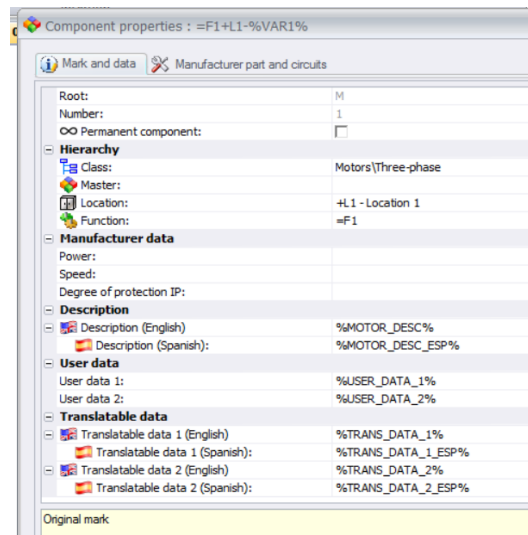 Component properties : =F1+L1-%VAR1%
Mark and data Manufacturer part and circuits
Root: M
Number: 1
Permanent component:
Hierarchy
Class: Motors\Three-phase
Master:
Location: +L1 - Location 1
Function: =F1
Manufacturer data
Power:
Speed:
Degree of protection IP:
Description
Description (English) %MOTOR_DESC%
Description (Spanish): %MOTOR_DESC_ESP%
User data
User data 1: %USER_DATA_1%
User data 2: %USER_DATA_2%
Translatable data
Translatable data 1 (English) %TRANS_DATA_1%
Translatable data 1 (Spanish): %TRANS_DATA_1_ESP%
Translatable data 2 (English) %TRANS_DATA_2%
Translatable data 2 (Spanish): %TRANS_DATA_2_ESP%
Original mark